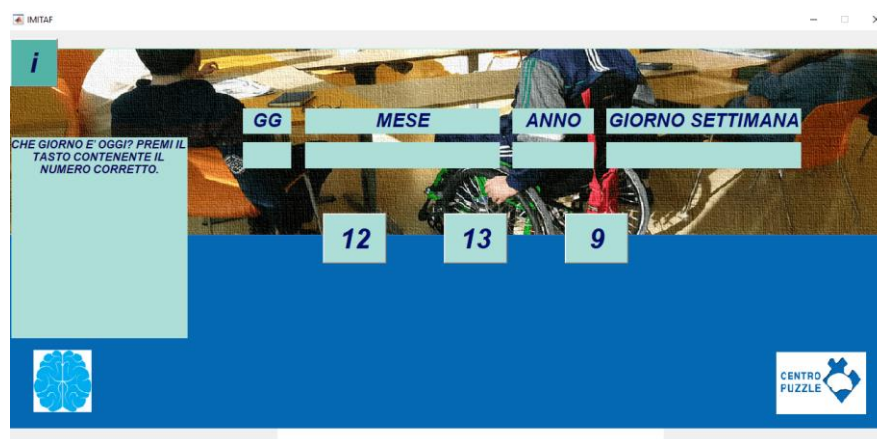 IMITAF
i
GG MESE ANNO GIORNO SETTIMANA
CHE GIORNO E' OGGI? PREMI IL
TASTO CONTENENTE IL
NUMERO CORRETTO.
12 13 9
CENTRO
PUZZLE